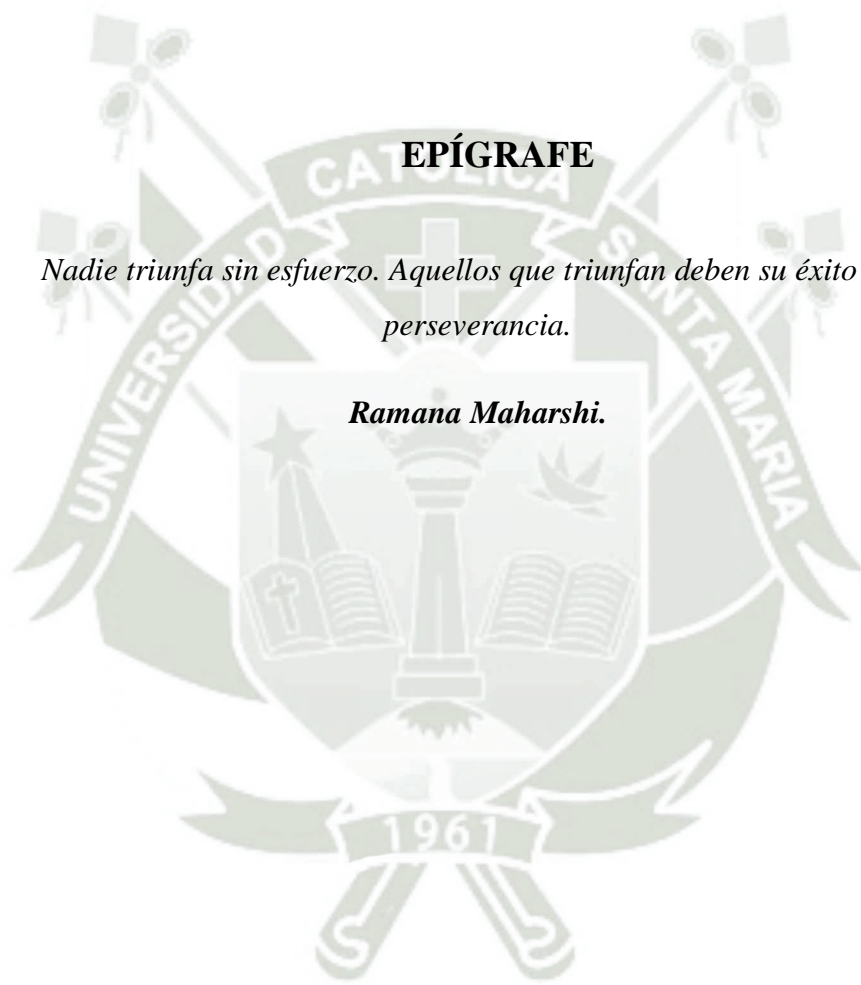 EPÍGRAFE
Nadie triunfa sin esfuerzo. Aquellos que triunfan deben su éxito
perseverancia.
Ramana Maharshi.
UNIVERSIDAD CATOLICA SANTA MARIA
1961